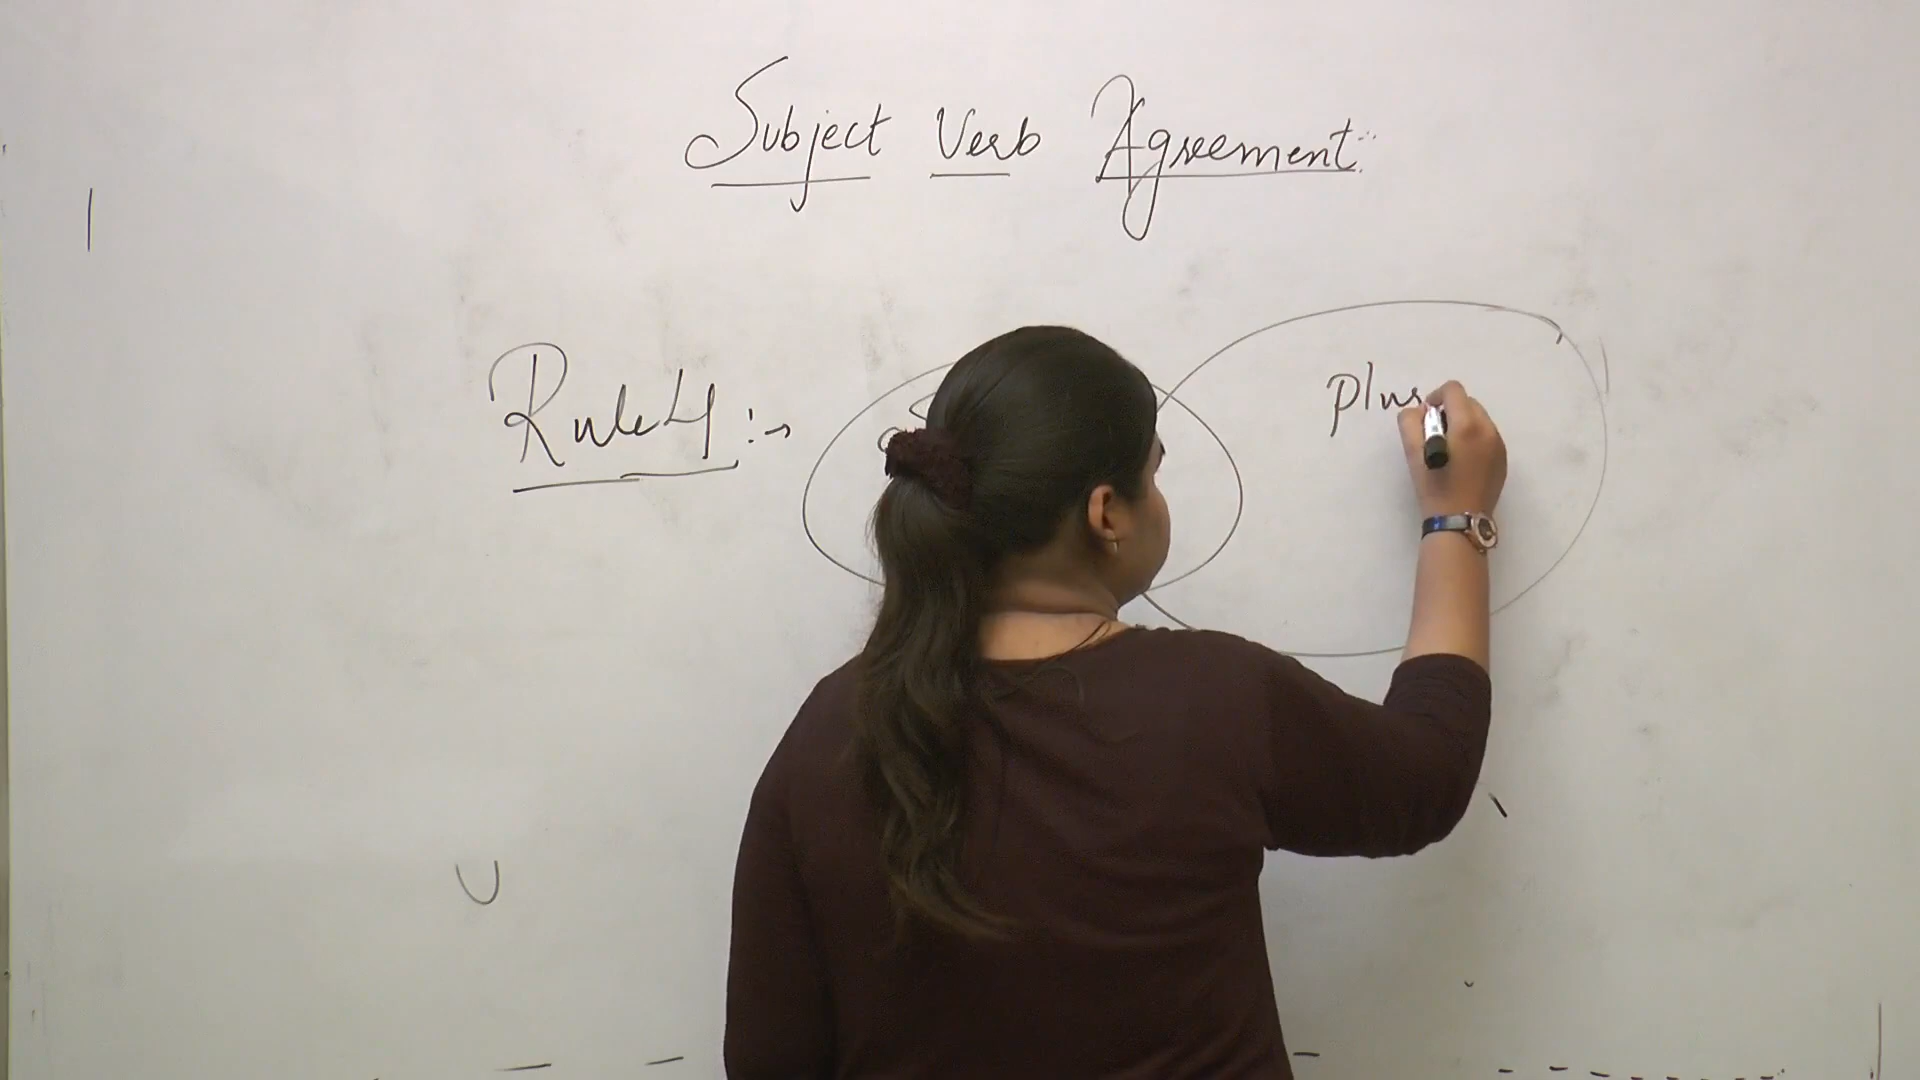 Subject Verb Agreement
Rule 4 :→
Plus